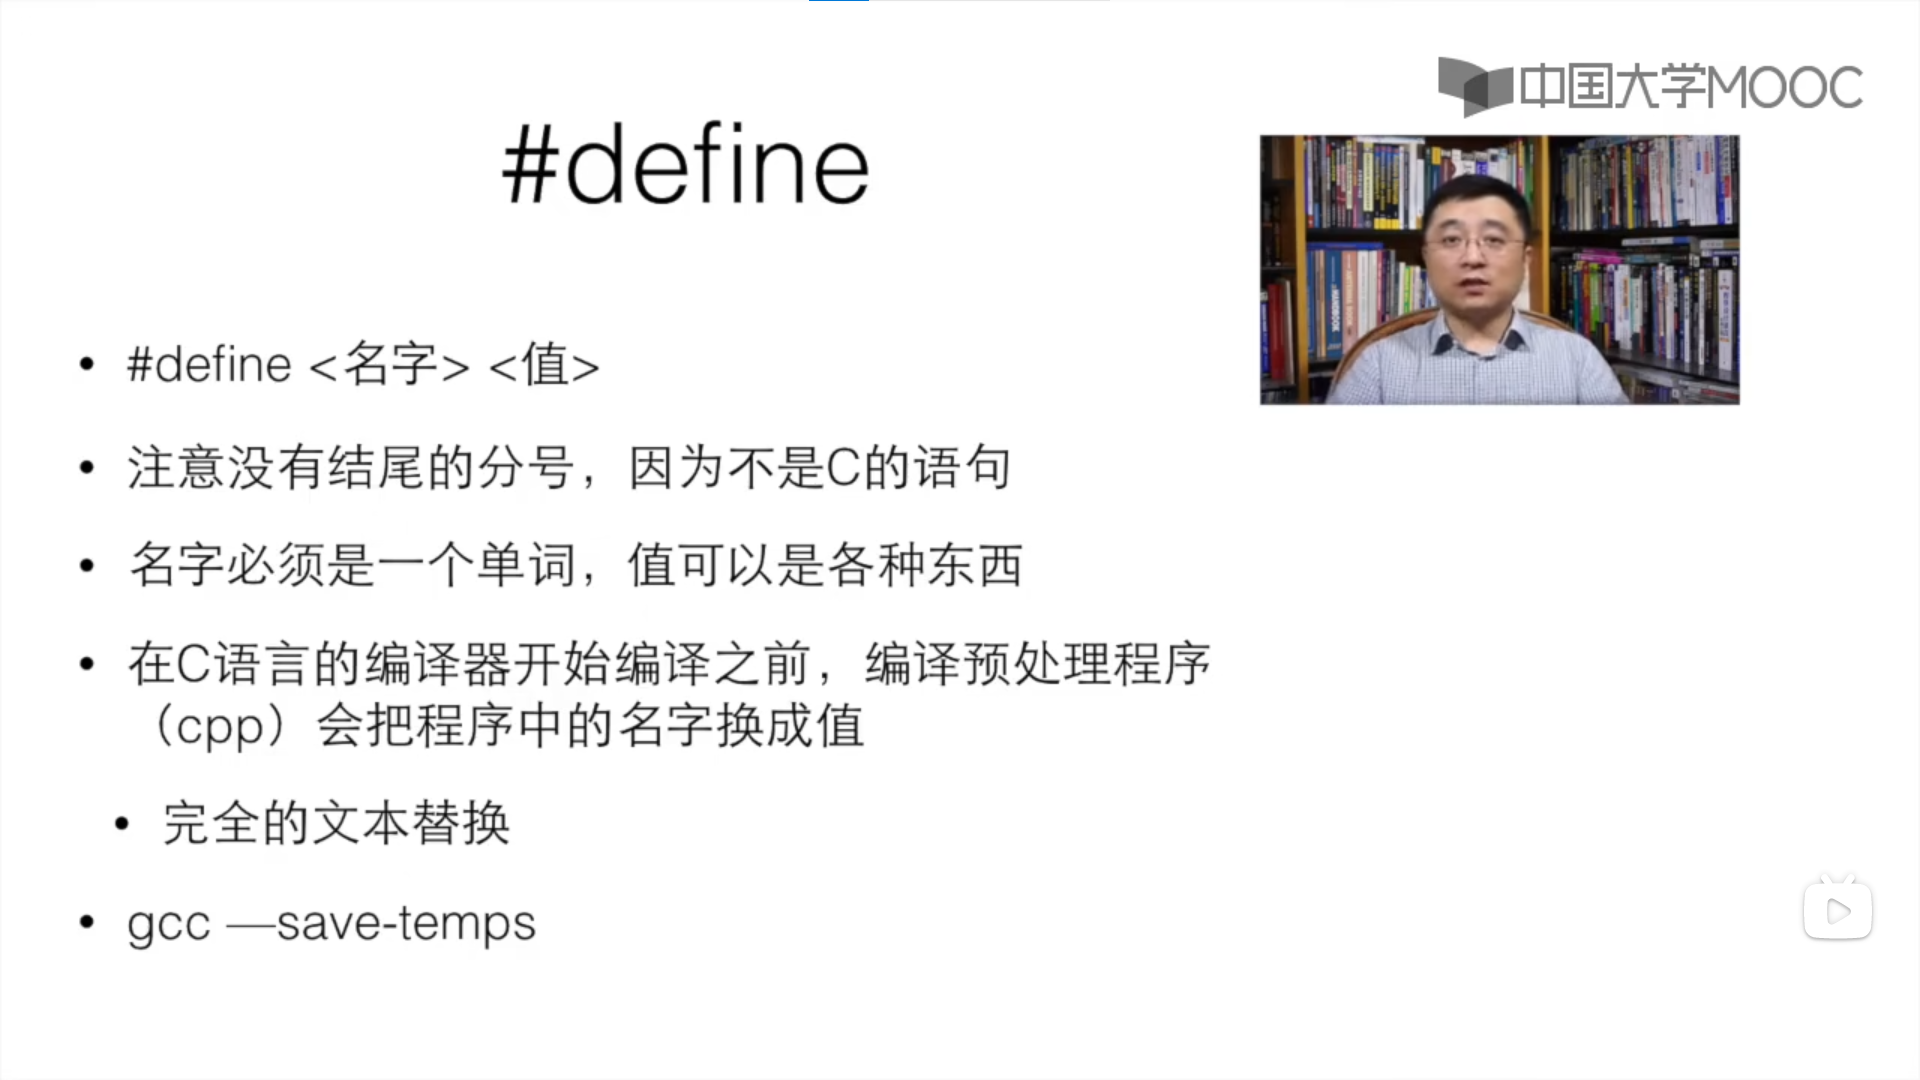 中国大学MOOC
#define
• #define <名字> <值>
• 注意没有结尾的分号，因为不是C的语句
• 名字必须是一个单词，值可以是各种东西
• 在C语言的编译器开始编译之前，编译预处理程序
（cpp）会把程序中的名字换成值
• 完全的文本替换
• gcc —save-temps